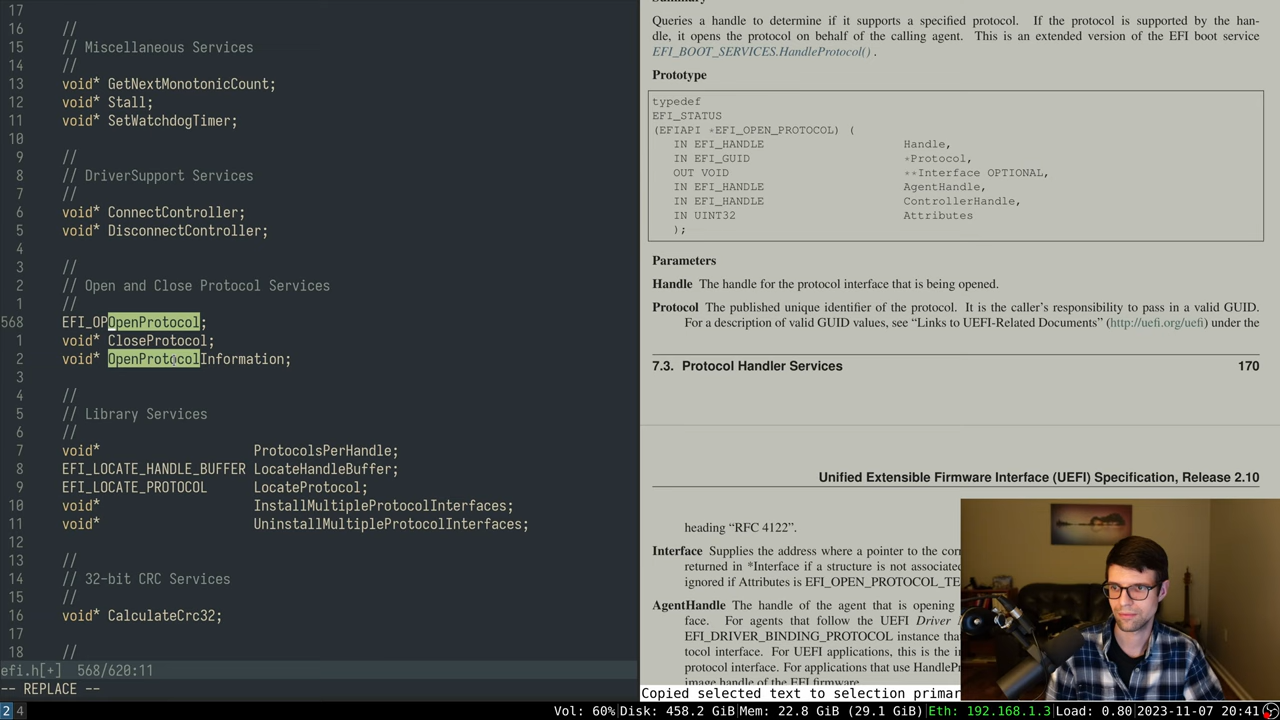 17
16 //
15 // Miscellaneous Services
14 //
13 void* GetNextMonotonicCount;
12 void* Stall;
11 void* SetWatchdogTimer;
10
9 //
8 // DriverSupport Services
7 //
6 void* ConnectController;
5 void* DisconnectController;
4
3 //
2 // Open and Close Protocol Services
1 //
568 EFI_OPOpenProtocol;
1 void* CloseProtocol;
2 void* OpenProtocolInformation;
3
4 //
5 // Library Services
6 //
7 void* ProtocolsPerHandle;
8 EFI_LOCATE_HANDLE_BUFFER LocateHandleBuffer;
9 EFI_LOCATE_PROTOCOL LocateProtocol;
10 void* InstallMultipleProtocolInterfaces;
11 void* UninstallMultipleProtocolInterfaces;
12
13 //
14 // 32-bit CRC Services
15 //
16 void* CalculateCrc32;
17
18 //
efi.h[+] 568/620:11
-- REPLACE --
2 4
Summary
Queries a handle to determine if it supports a specified protocol. If the protocol is supported by the han-
dle, it opens the protocol on behalf of the calling agent. This is an extended version of the EFI boot service
EFI_BOOT_SERVICES.HandleProtocol() .
Prototype
typedef
EFI_STATUS
(EFIAPI *EFI_OPEN_PROTOCOL) (
IN EFI_HANDLE Handle,
IN EFI_GUID *Protocol,
OUT VOID **Interface OPTIONAL,
IN EFI_HANDLE AgentHandle,
IN EFI_HANDLE ControllerHandle,
IN UINT32 Attributes
);
Parameters
Handle The handle for the protocol interface that is being opened.
Protocol The published unique identifier of the protocol. It is the caller’s responsibility to pass in a valid GUID.
For a description of valid GUID values, see “Links to UEFI-Related Documents” (http://uefi.org/uefi) under the
7.3. Protocol Handler Services 170
Unified Extensible Firmware Interface (UEFI) Specification, Release 2.10
heading “RFC 4122”.
Interface Supplies the address where a pointer to the cor
returned in *Interface if a structure is not associated
ignored if Attributes is EFI_OPEN_PROTOCOL_TE
AgentHandle The handle of the agent that is opening
face. For agents that follow the UEFI Driver
EFI_DRIVER_BINDING_PROTOCOL instance tha
tocol interface. For UEFI applications, this is the i
protocol interface. For applications that use HandlePr
image handle of the EFI firmware.
Copied selected text to selection primar
Vol: 60%|Disk: 458.2 GiB|Mem: 22.8 GiB (29.1 GiB)|Eth: 192.168.1.3|Load: 0.80 2023-11-07 20:41